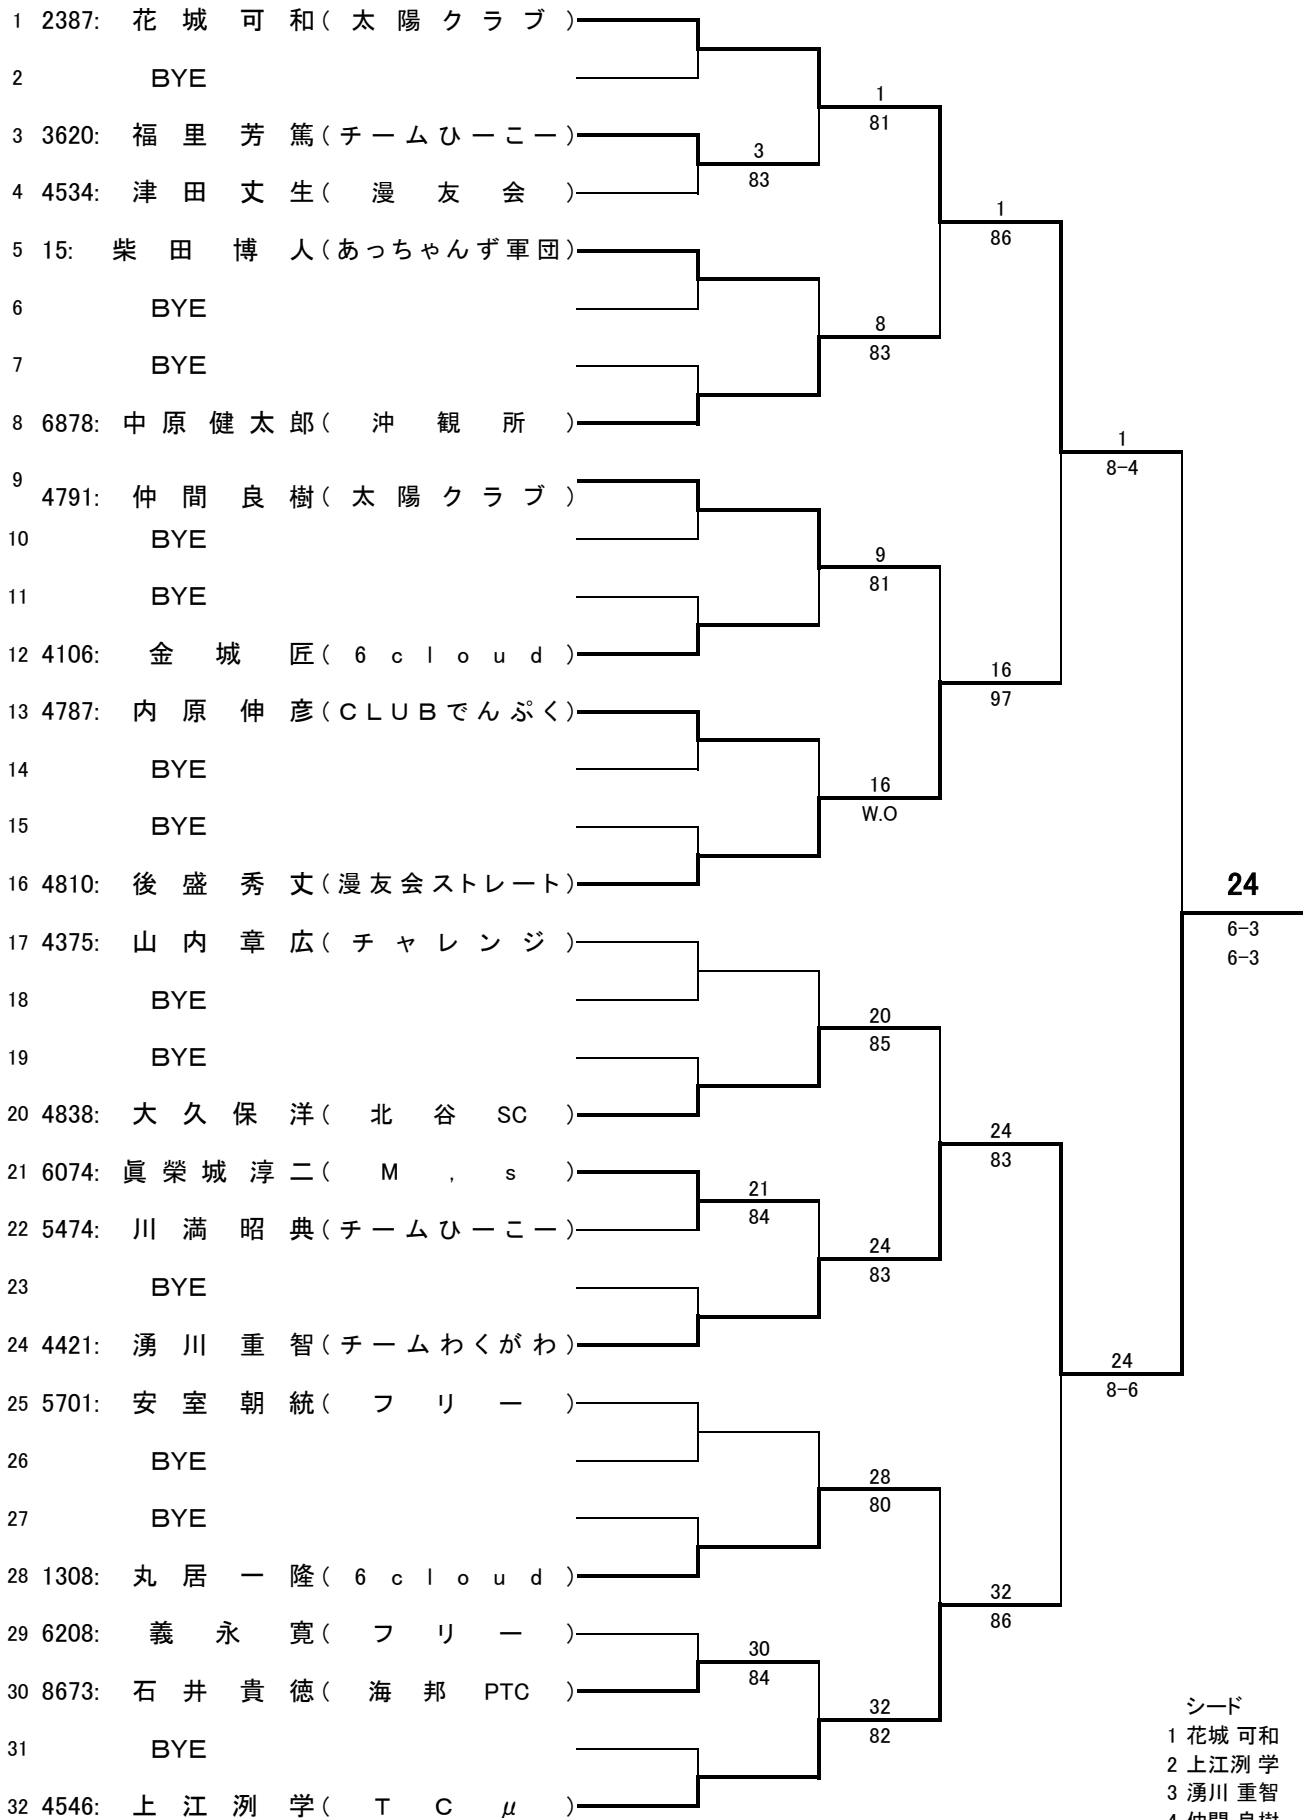 1 2387: 花 城 可 和 ( 太 陽 ク ラ ブ )
2 BYE
1
81
3 3620: 福 里 芳 篤 ( チ ー ム ひ ー こ ー )
3
83
4 4534: 津 田 丈 生 ( 漫 友 会 )
1
86
5 15: 柴 田 博 人 ( あっちゃんず軍団 )
6 BYE
8
83
7 BYE
8 6878: 中 原 健 太 郎 ( 沖 観 所 )
1
8-4
9 4791: 仲 間 良 樹 ( 太 陽 ク ラ ブ )
10 BYE
9
81
11 BYE
12 4106: 金 城 匠 ( 6 c l o u d )
16
97
13 4787: 内 原 伸 彦 ( C L U B で ん ぷ く )
14 BYE
16
W.O
15 BYE
16 4810: 後 盛 秀 丈 ( 漫友会ストレート )
24
6-3
6-3
17 4375: 山 内 章 広 ( チ ャ レ ン ジ )
18 BYE
20
85
19 BYE
20 4838: 大 久 保 洋 ( 北 谷 SC )
24
83
21 6074: 眞 榮 城 淳 二 ( M , s )
21
84
22 5474: 川 満 昭 典 ( チ ー ム ひ ー こ ー )
24
83
23 BYE
24 4421: 湧 川 重 智 ( チ ー ム わ く が わ )
24
8-6
25 5701: 安 室 朝 統 ( フ リ ー )
26 BYE
28
80
27 BYE
28 1308: 丸 居 一 隆 ( 6 c l o u d )
32
86
29 6208: 義 永 寛 ( フ リ ー )
30
84
30 8673: 石 井 貴 徳 ( 海 邦 PTC )
32
82
31 BYE
32 4546: 上 江 洌 学 ( T C μ )
シード
1 花城 可和
2 上江洌 学
3 湧川 重智
4 仲間 良樹